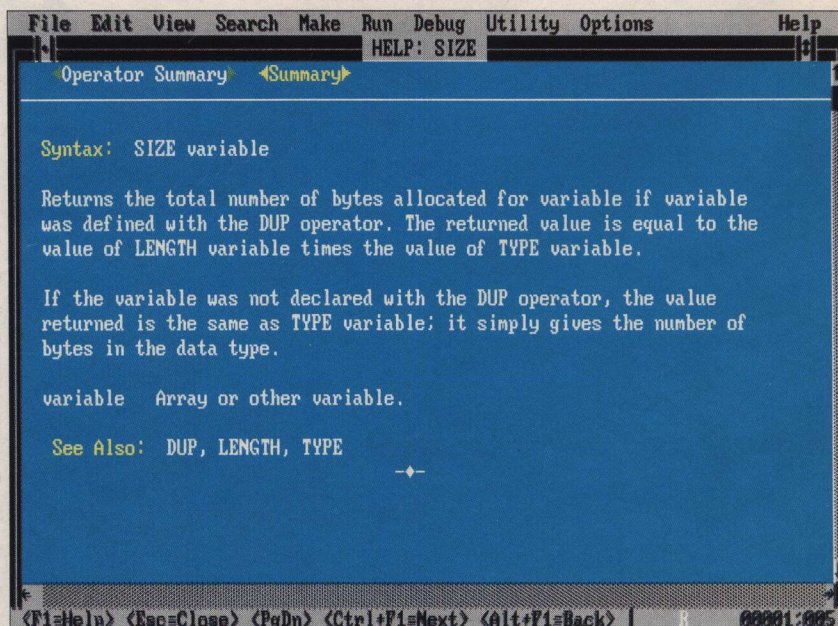 File Edit View Search Make Run Debug Utility Options Help
HELP: SIZE
◄Operator Summary► ◄Summary►
Syntax: SIZE variable
Returns the total number of bytes allocated for variable if variable
was defined with the DUP operator. The returned value is equal to the
value of LENGTH variable times the value of TYPE variable.
If the variable was not declared with the DUP operator, the value
returned is the same as TYPE variable; it simply gives the number of
bytes in the data type.
variable Array or other variable.
See Also: DUP, LENGTH, TYPE
<F1=Help> <Esc=Close> <PgDn> <Ctrl+F1=Next> <Alt+F1=Back> R